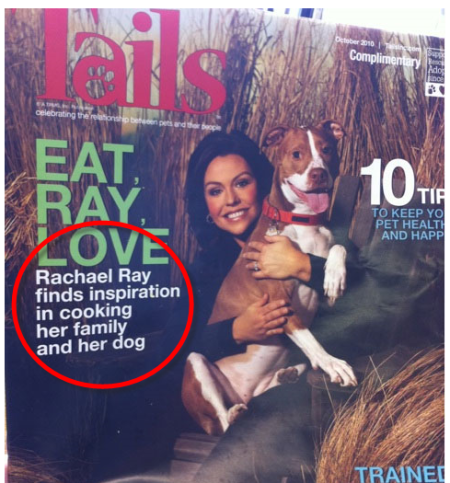 Tails
October 2010
Complimentary
celebrating the relationship between pets and their people
EAT,
RAY,
LOVE
Rachael Ray
finds inspiration
in cooking
her family
and her dog
10 TIP
TO KEEP YO
PET HEALTH
AND HAPP
TRAINED